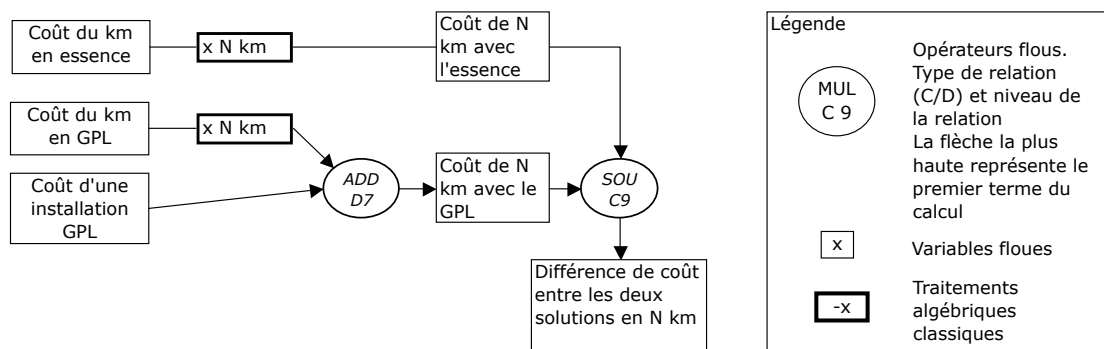 Coût du km
en essence
x N km
Coût de N
km avec
l'essence
Coût du km
en GPL
x N km
Coût d'une
installation
GPL
ADD
D7
Coût de N
km avec le
GPL
SOU
C9
Différence de coût
entre les deux
solutions en N km
Légende
MUL
C 9
Opérateurs flous.
Type de relation
(C/D) et niveau de
la relation
La flèche la plus
haute représente le
premier terme du
calcul
x
Variables floues
-x
Traitements
algébriques
classiques